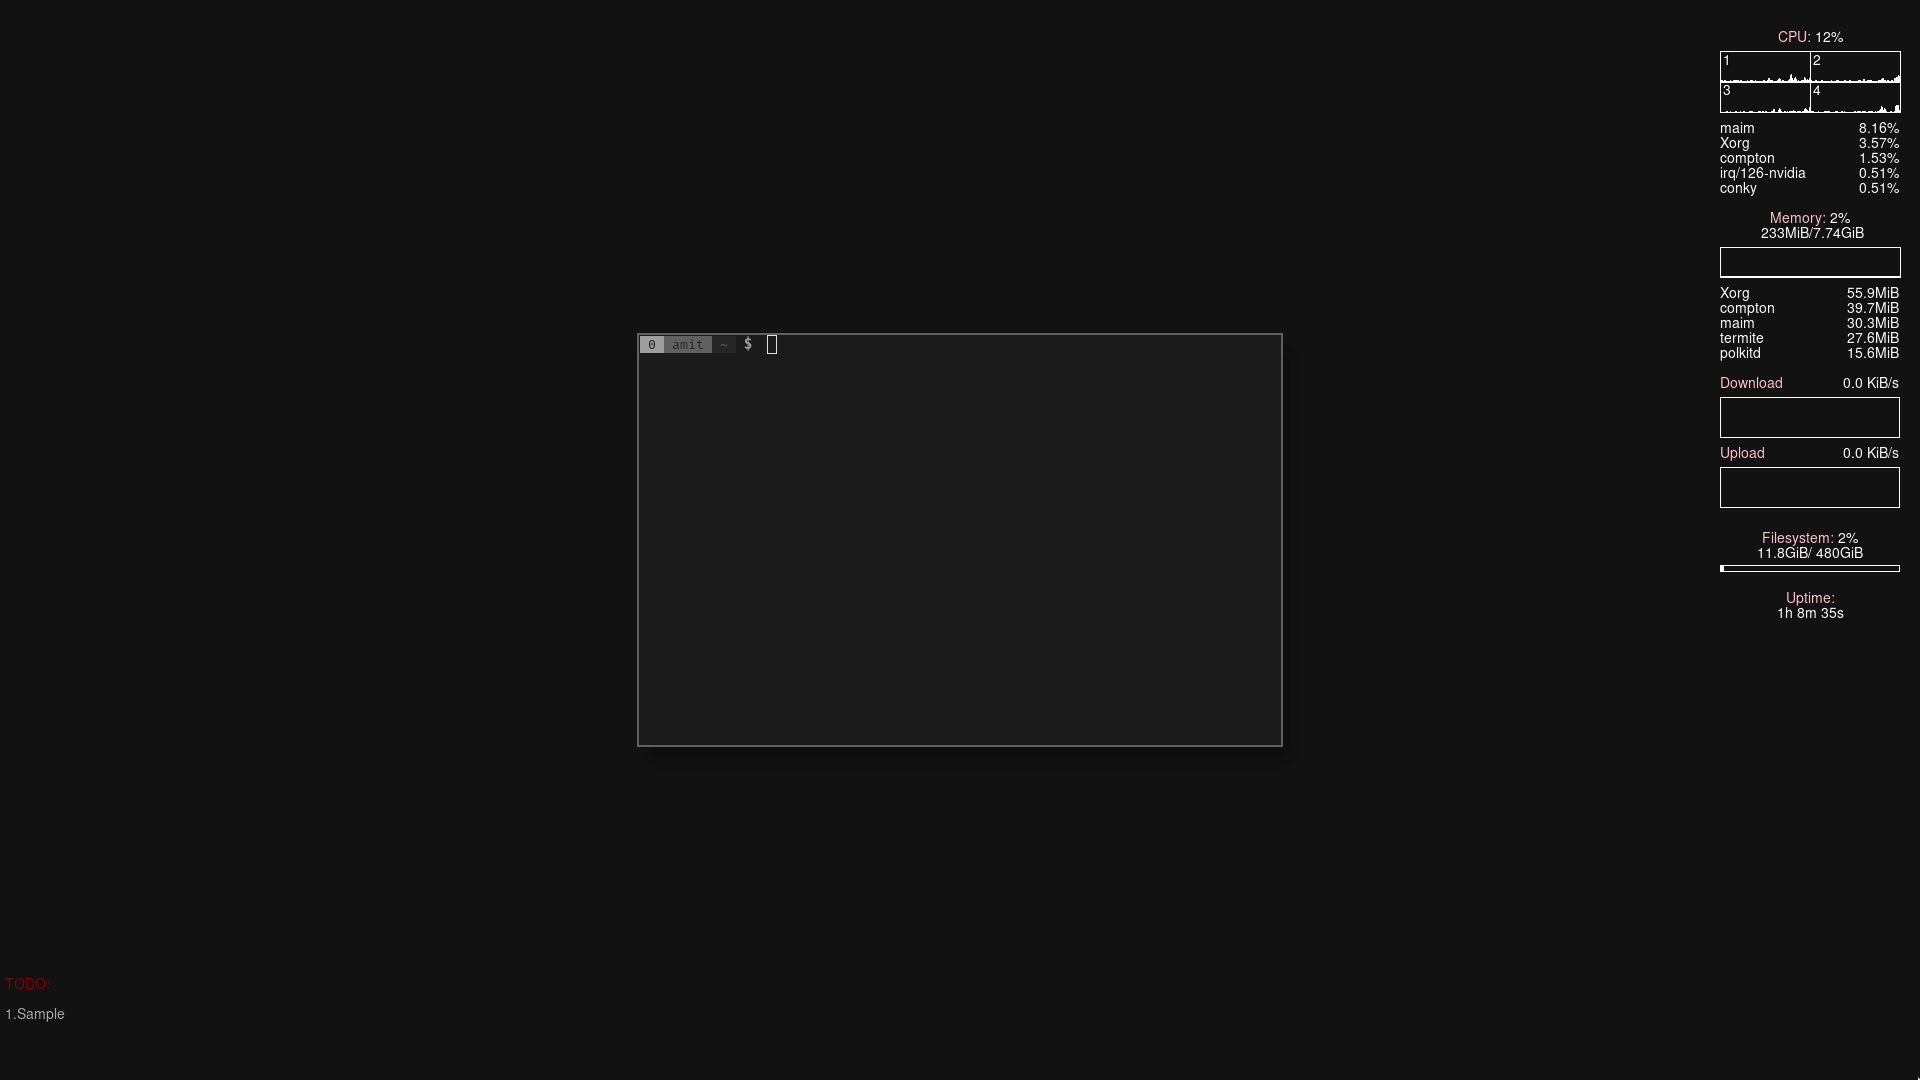 CPU: 12%
1 2
3 4
maim 8.16%
Xorg 3.57%
compton 1.53%
irq/126-nvidia 0.51%
conky 0.51%
Memory: 2%
233MiB/7.74GiB
Xorg 55.9MiB
compton 39.7MiB
maim 30.3MiB
termite 27.6MiB
polkitd 15.6MiB
Download 0.0 KiB/s
Upload 0.0 KiB/s
Filesystem: 2%
11.8GiB/ 480GiB
Uptime:
1h 8m 35s
0 amit ~ $
TODO:
1.Sample